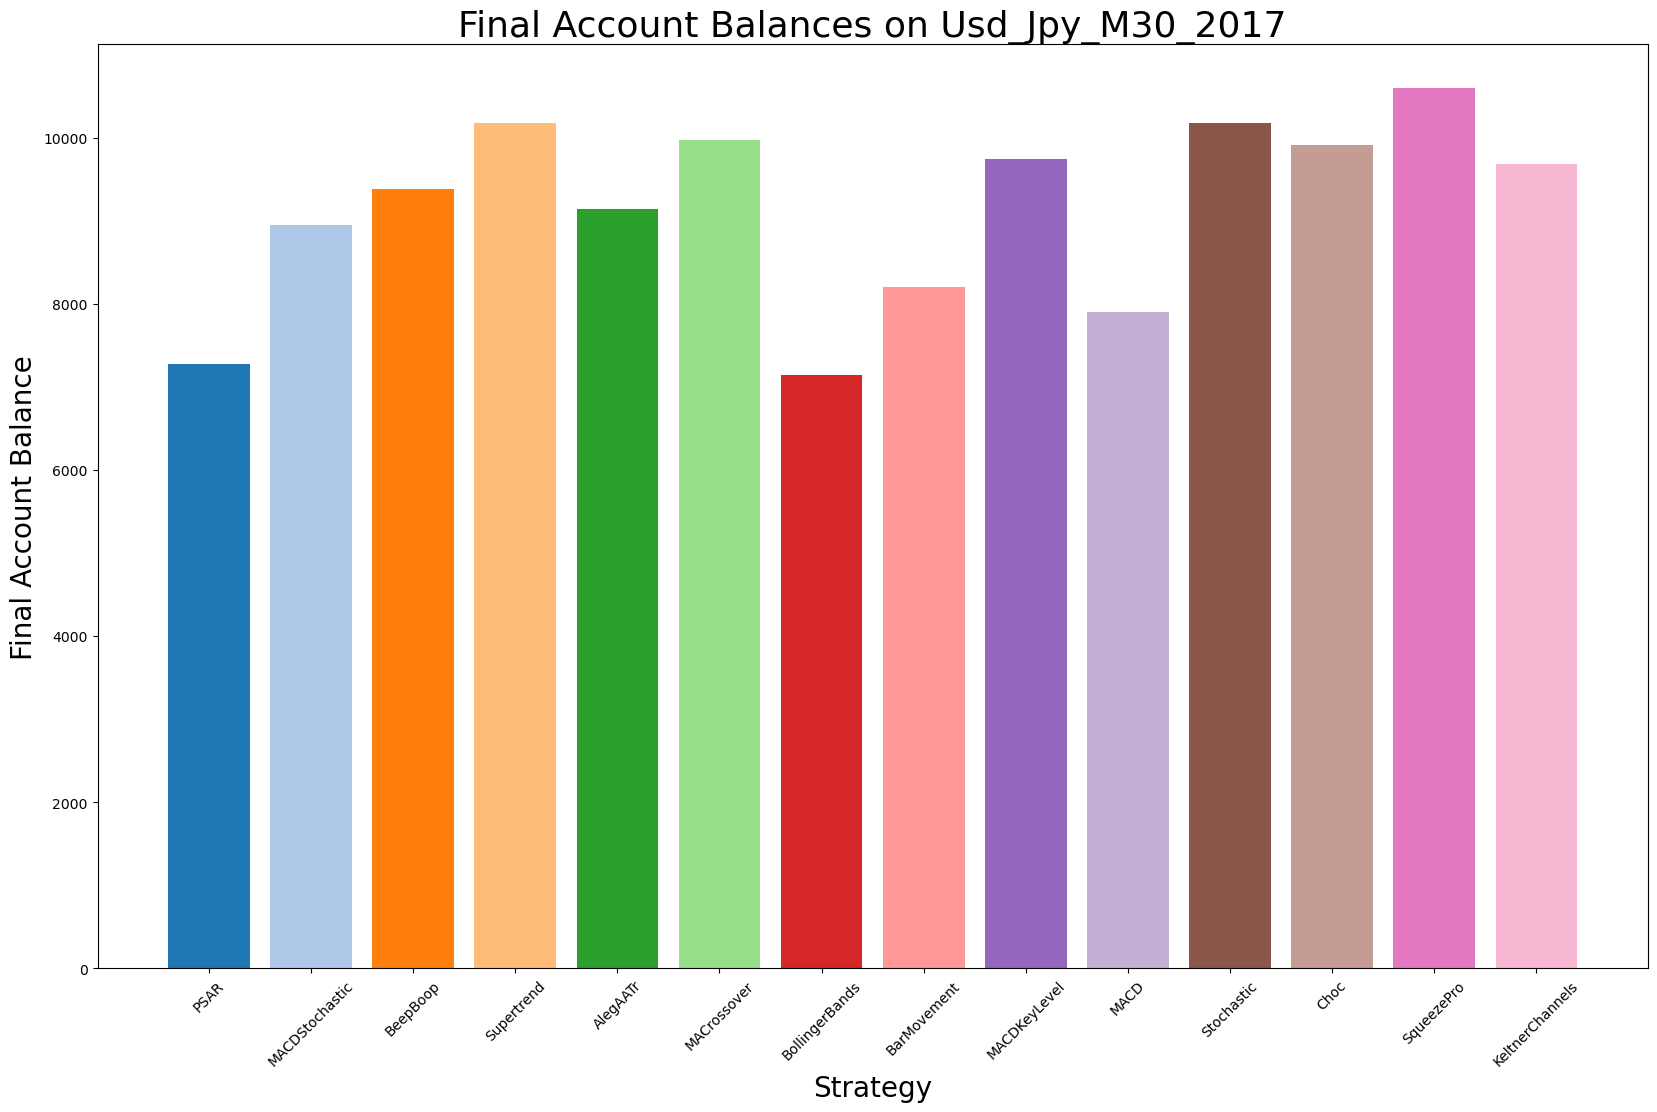 Final Account Balances on Usd_Jpy_M30_2017
Final Account Balance
10000
8000
6000
4000
2000
0
PSAR
MACDStochastic
BeepBoop
Supertrend
AlegAATr
MACrossover
BollingerBands
BarMovement
MACDKeyLevel
MACD
Stochastic
Choc
SqueezePro
KeltnerChannels
Strategy